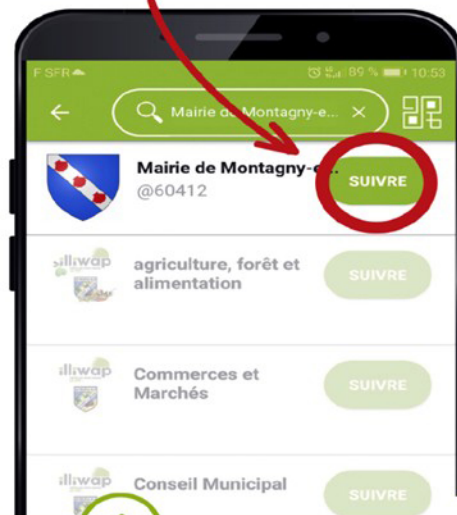 F SFR 89 % 10:53
Mairie de Montagny-e... ×
Mairie de Montagny-e...
@60412
SUIVRE
illiwap
agriculture, forêt et
alimentation
SUIVRE
illiwap
Commerces et
Marchés
SUIVRE
illiwap
Conseil Municipal
SUIVRE